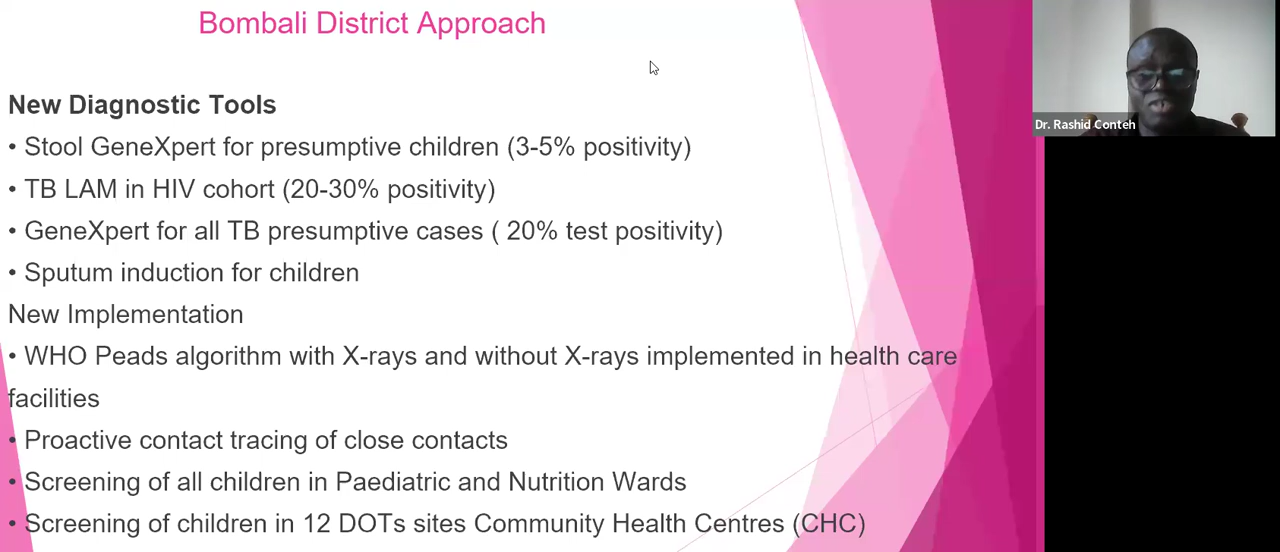 Bombali District Approach
New Diagnostic Tools
• Stool GeneXpert for presumptive children (3-5% positivity)
• TB LAM in HIV cohort (20-30% positivity)
• GeneXpert for all TB presumptive cases ( 20% test positivity)
• Sputum induction for children
New Implementation
• WHO Peads algorithm with X-rays and without X-rays implemented in health care
facilities
• Proactive contact tracing of close contacts
• Screening of all children in Paediatric and Nutrition Wards
• Screening of children in 12 DOTs sites Community Health Centres (CHC)
Dr. Rashid Conteh